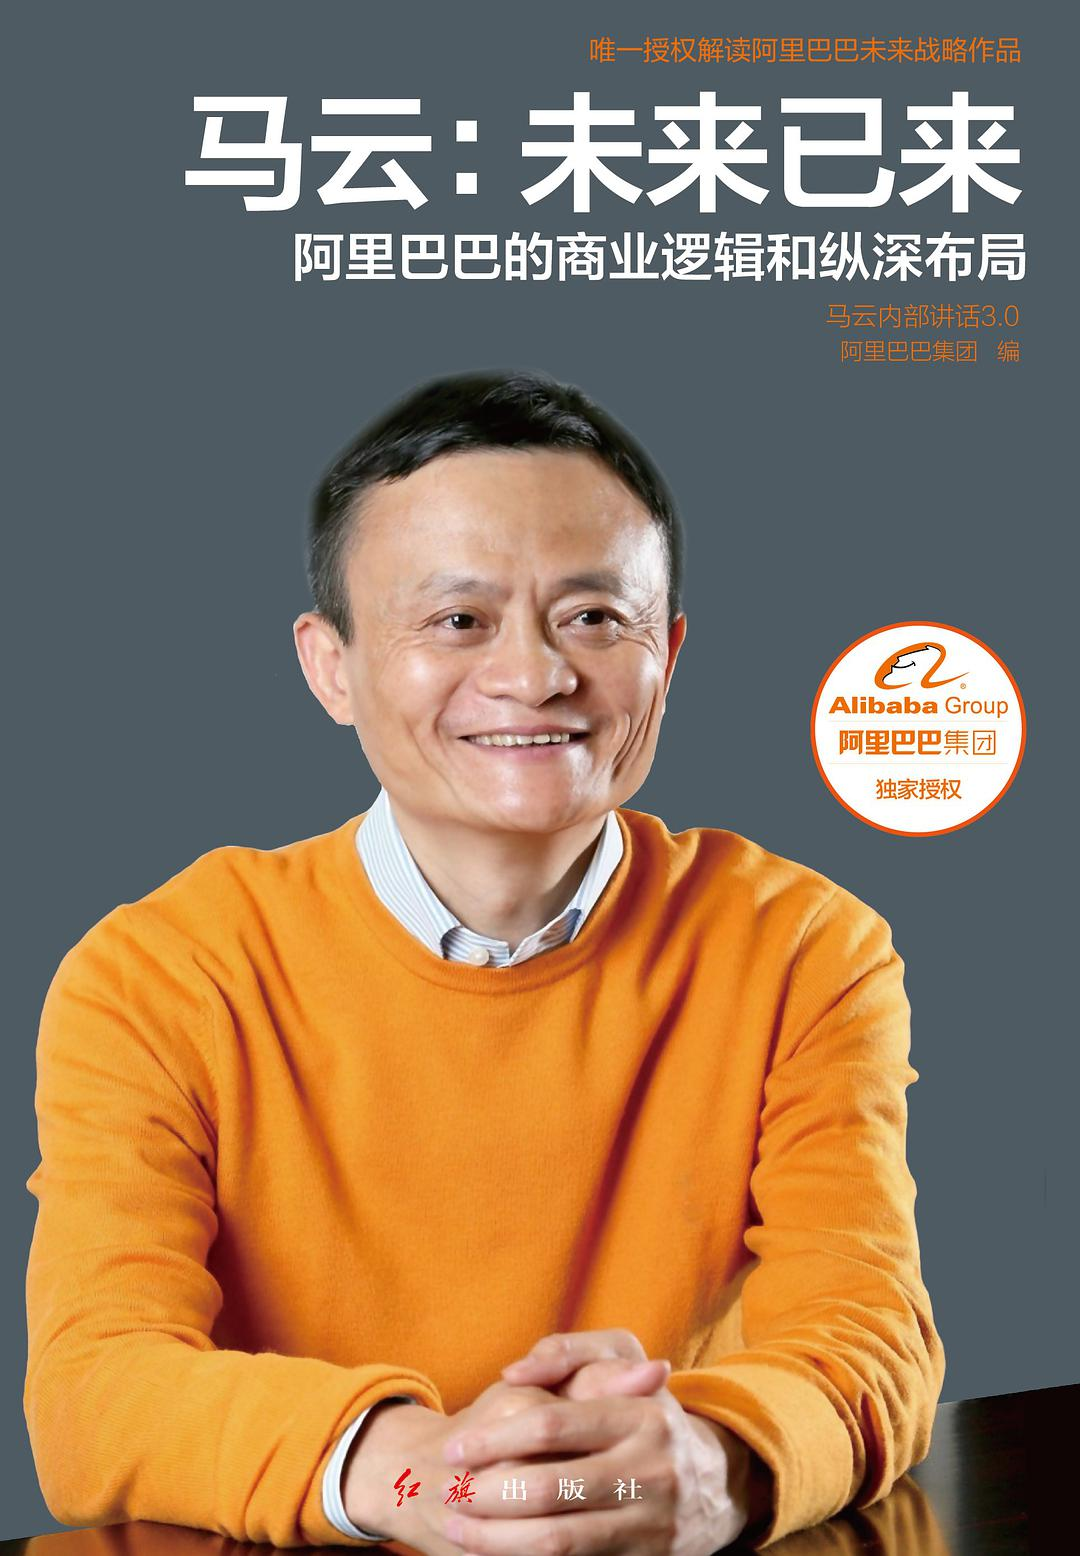 唯一授权解读阿里巴巴未来战略作品
马云：未来已来
阿里巴巴的商业逻辑和纵深布局
马云内部讲话3.0
阿里巴巴集团 编
Alibaba Group
阿里巴巴集团
独家授权
红旗出版社